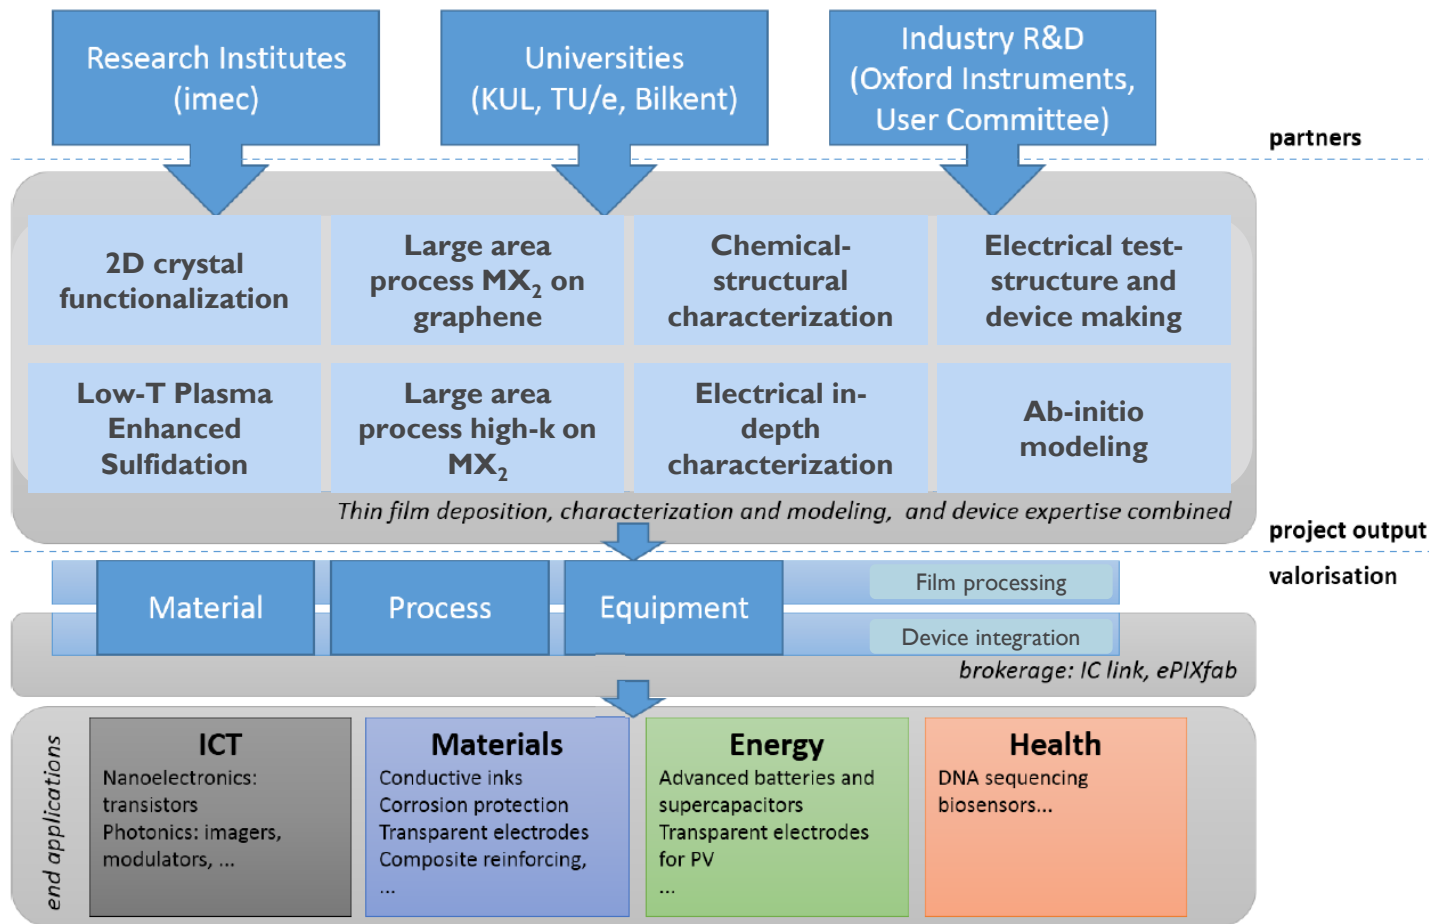 Research Institutes
(imec)
Universities
(KUL, TU/e, Bilkent)
Industry R&D
(Oxford Instruments,
User Committee)
partners
2D crystal
functionalization
Large area
process MX₂ on
graphene
Chemical-
structural
characterization
Electrical test-
structure and
device making
Low-T Plasma
Enhanced
Sulfidation
Large area
process high-k on
MX₂
Electrical in-
depth
characterization
Ab-initio
modeling
Thin film deposition, characterization and modeling, and device expertise combined
project output
valorisation
Material
Process
Equipment
Film processing
Device integration
brokerage: IC link, ePIXfab
end applications
ICT
Nanoelectronics:
transistors
Photonics: imagers,
modulators, ...
Materials
Conductive inks
Corrosion protection
Transparent electrodes
Composite reinforcing,
...
Energy
Advanced batteries and
supercapacitors
Transparent electrodes
for PV
...
Health
DNA sequencing
biosensors...